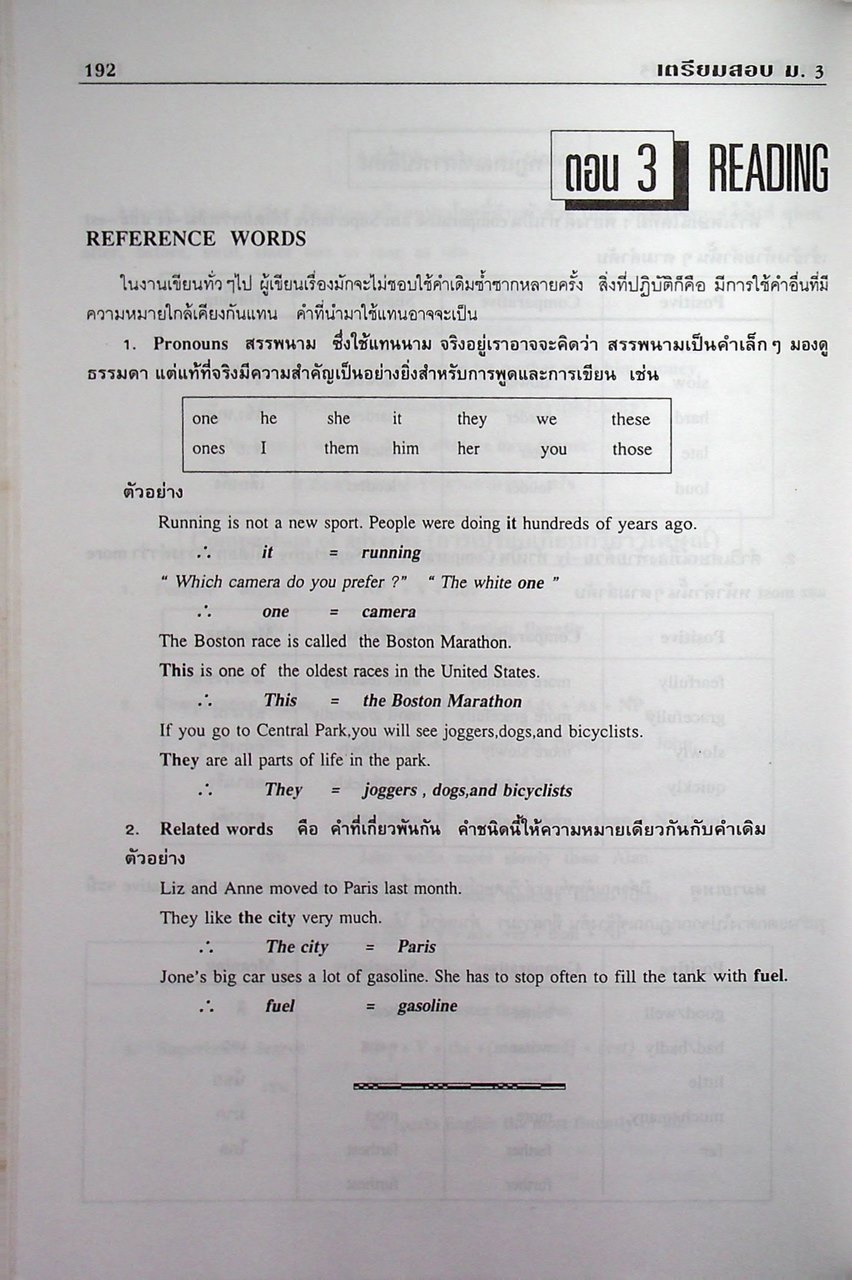 192 เตรียมสอบ ม. 3
ตอน 3 READING
REFERENCE WORDS
ในงานเขียนทั่วๆไป ผู้เขียนเรื่องมักจะไม่ชอบใช้คำเดิมซ้ำซากหลายครั้ง สิ่งที่ปฏิบัติก็คือ มีการใช้คำอื่นที่มี
ความหมายใกล้เคียงกันแทน คำที่นำมาใช้แทนอาจจะเป็น
1. Pronouns สรรพนาม ซึ่งใช้แทนนาม จริงอยู่เราอาจจะคิดว่า สรรพนามเป็นคำเล็กๆ มองดู
ธรรมดา แต่แท้ที่จริงมีความสำคัญเป็นอย่างยิ่งสำหรับการพูดและการเขียน เช่น
one he she it they we these
ones I them him her you those
ตัวอย่าง
Running is not a new sport. People were doing it hundreds of years ago.
∴ it = running
“ Which camera do you prefer ?” “ The white one ”
∴ one = camera
The Boston race is called the Boston Marathon.
This is one of the oldest races in the United States.
∴ This = the Boston Marathon
If you go to Central Park,you will see joggers,dogs,and bicyclists.
They are all parts of life in the park.
∴ They = joggers , dogs,and bicyclists
2. Related words คือ คำที่เกี่ยวพันกัน คำชนิดนี้ให้ความหมายเดียวกันกับคำเดิม
ตัวอย่าง
Liz and Anne moved to Paris last month.
They like the city very much.
∴ The city = Paris
Jone's big car uses a lot of gasoline. She has to stop often to fill the tank with fuel.
∴ fuel = gasoline